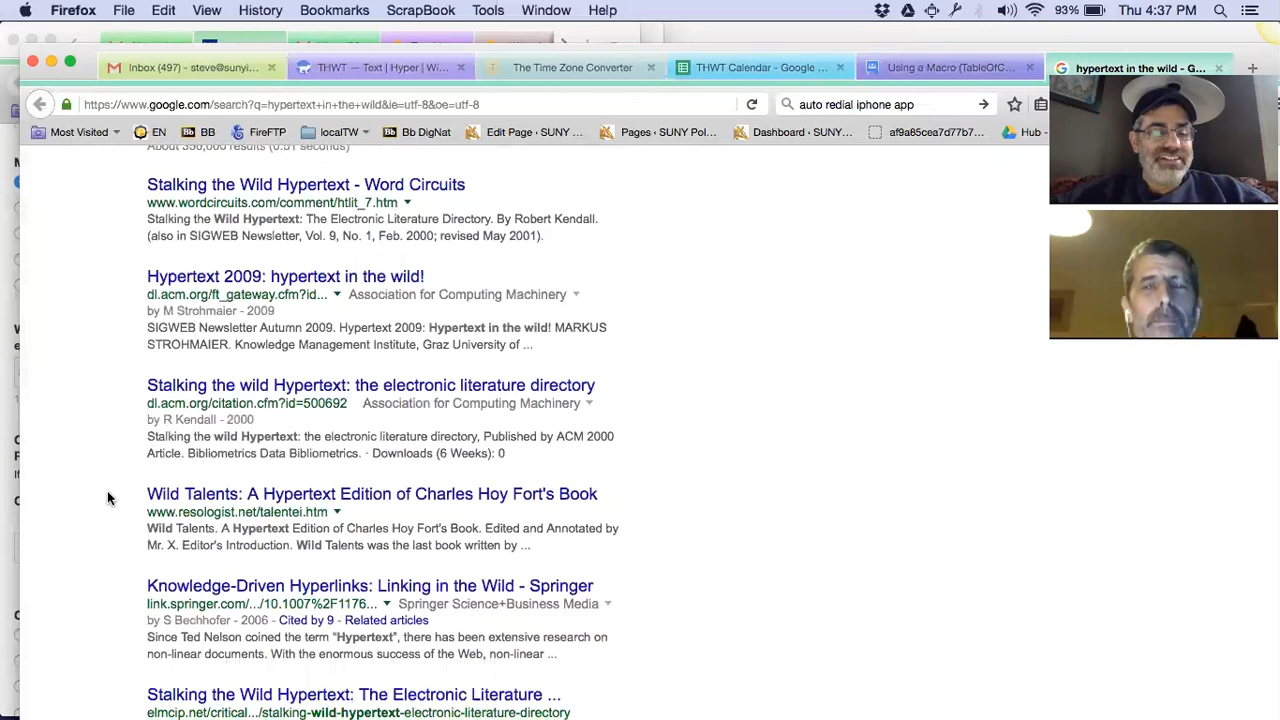 Firefox File Edit View History Bookmarks ScrapBook Tools Window Help 93% Thu 4:37 PM
Inbox (497) - steve@sunyi... THWT — Text | Hyper | Wi... The Time Zone Converter THWT Calendar - Google ... Using a Macro (TableOfC... hypertext in the wild - G...
https://www.google.com/search?q=hypertext+in+the+wild&ie=utf-8&oe=utf-8 auto redial iphone app
Most Visited EN BB FireFTP localTW Bb DigNat Edit Page - SUNY ... Pages - SUNY Pol... Dashboard - SUNY... af9a85cea7d77b7... Hub -
About 356,000 results (0.51 seconds)
Stalking the Wild Hypertext - Word Circuits
www.wordcircuits.com/comment/htlit_7.htm
Stalking the Wild Hypertext: The Electronic Literature Directory. By Robert Kendall.
(also in SIGWEB Newsletter, Vol. 9, No. 1, Feb. 2000; revised May 2001).
Hypertext 2009: hypertext in the wild!
dl.acm.org/ft_gateway.cfm?id... Association for Computing Machinery
by M Strohmaier - 2009
SIGWEB Newsletter Autumn 2009. Hypertext 2009: Hypertext in the wild! MARKUS
STROHMAIER. Knowledge Management Institute, Graz University of ...
Stalking the wild Hypertext: the electronic literature directory
dl.acm.org/citation.cfm?id=500692 Association for Computing Machinery
by R Kendall - 2000
Stalking the wild Hypertext: the electronic literature directory, Published by ACM 2000
Article. Bibliometrics Data Bibliometrics. · Downloads (6 Weeks): 0
Wild Talents: A Hypertext Edition of Charles Hoy Fort's Book
www.resologist.net/talentei.htm
Wild Talents. A Hypertext Edition of Charles Hoy Fort's Book. Edited and Annotated by
Mr. X. Editor's Introduction. Wild Talents was the last book written by ...
Knowledge-Driven Hyperlinks: Linking in the Wild - Springer
link.springer.com/.../10.1007%2F1176... Springer Science+Business Media
by S Bechhofer - 2006 - Cited by 9 - Related articles
Since Ted Nelson coined the term "Hypertext", there has been extensive research on
non-linear documents. With the enormous success of the Web, non-linear ...
Stalking the Wild Hypertext: The Electronic Literature ...
elmcip.net/critical.../stalking-wild-hypertext-electronic-literature-directory